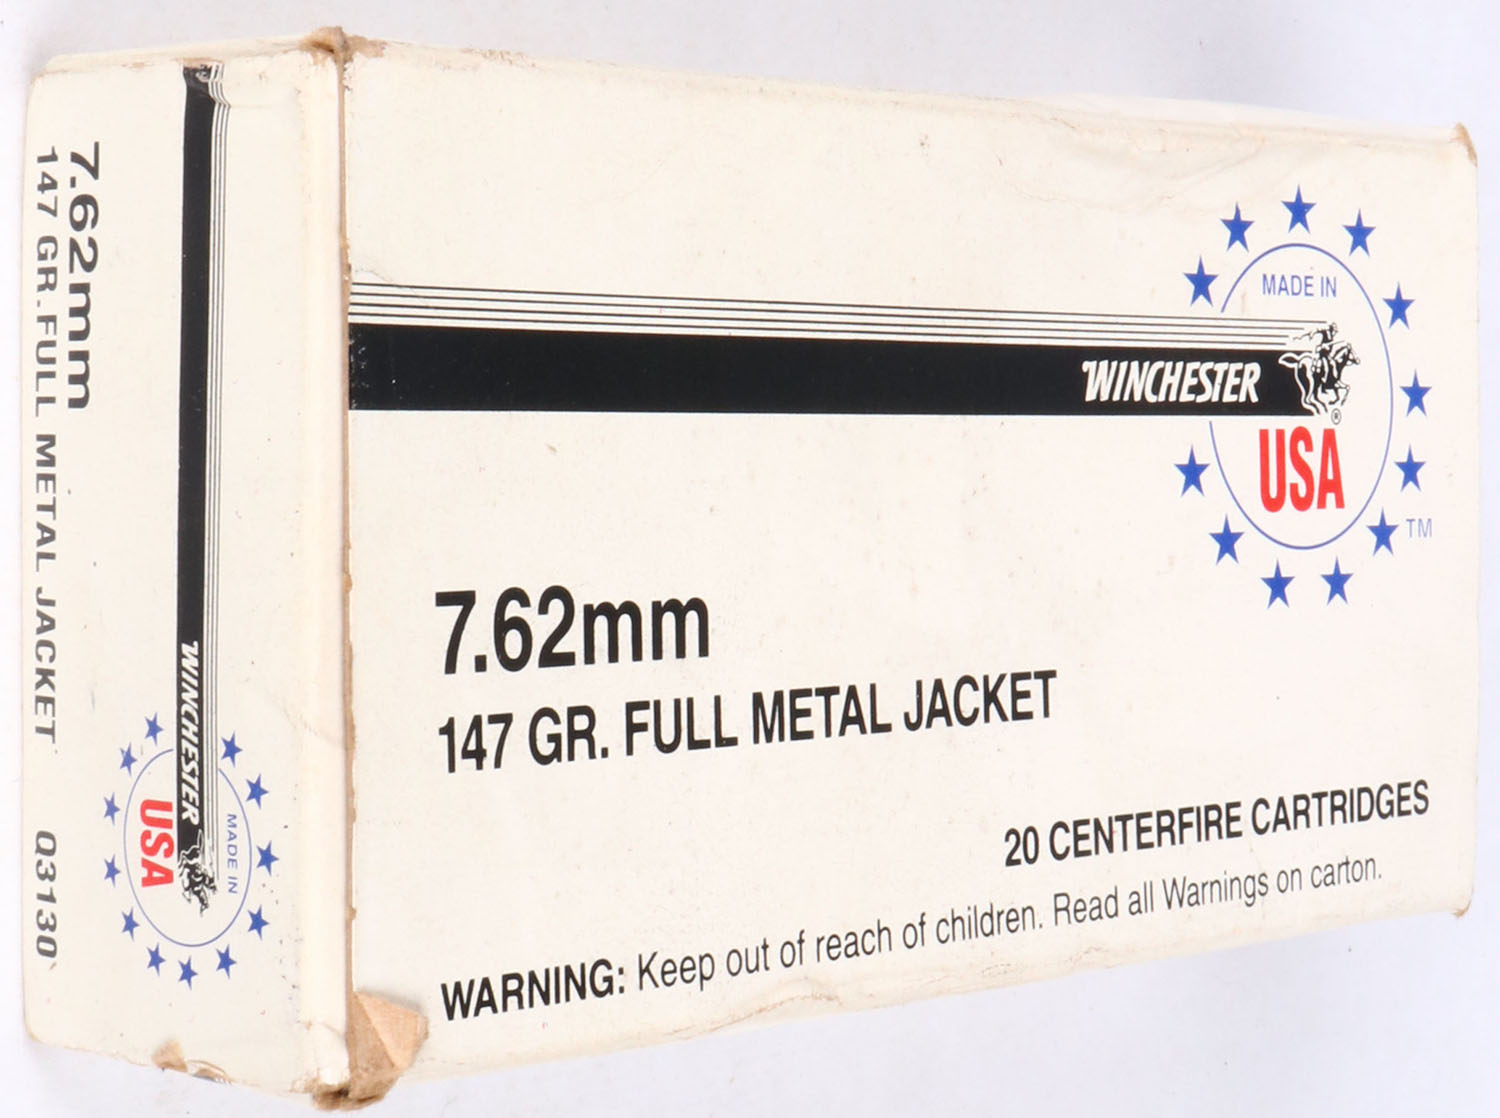 MADE IN
WINCHESTER
®
USA
TM
7.62mm
147 GR. FULL METAL JACKET
20 CENTERFIRE CARTRIDGES
WARNING: Keep out of reach of children. Read all Warnings on carton.
7.62mm
147 GR. FULL METAL JACKET Q3130
MADE IN
WINCHESTER
USA